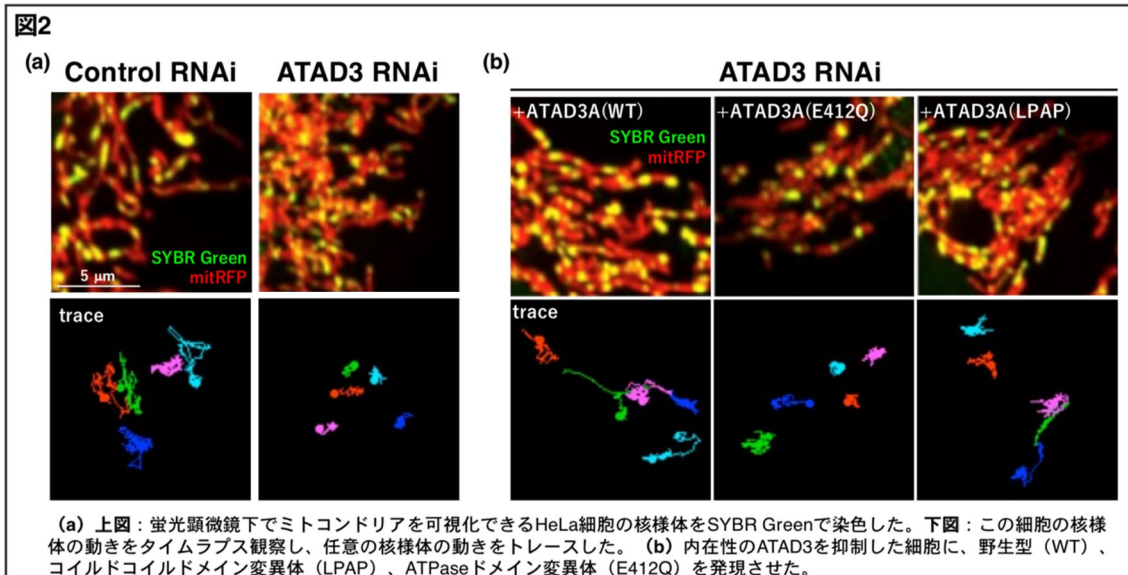 図2
(a) Control RNAi ATAD3 RNAi
SYBR Green
mitRFP
5 μm
trace
(b) ATAD3 RNAi
+ATAD3A(WT) +ATAD3A(E412Q) +ATAD3A(LPAP)
SYBR Green
mitRFP
trace
(a) 上図：蛍光顕微鏡下でミトコンドリアを可視化できるHeLa細胞の核様体をSYBR Greenで染色した。下図：この細胞の核様
体の動きをタイムラプス観察し、任意の核様体の動きをトレースした。 (b) 内在性のATAD3を抑制した細胞に、野生型（WT）、
コイルドコイルドメイン変異体（LPAP）、ATPaseドメイン変異体（E412Q）を発現させた。